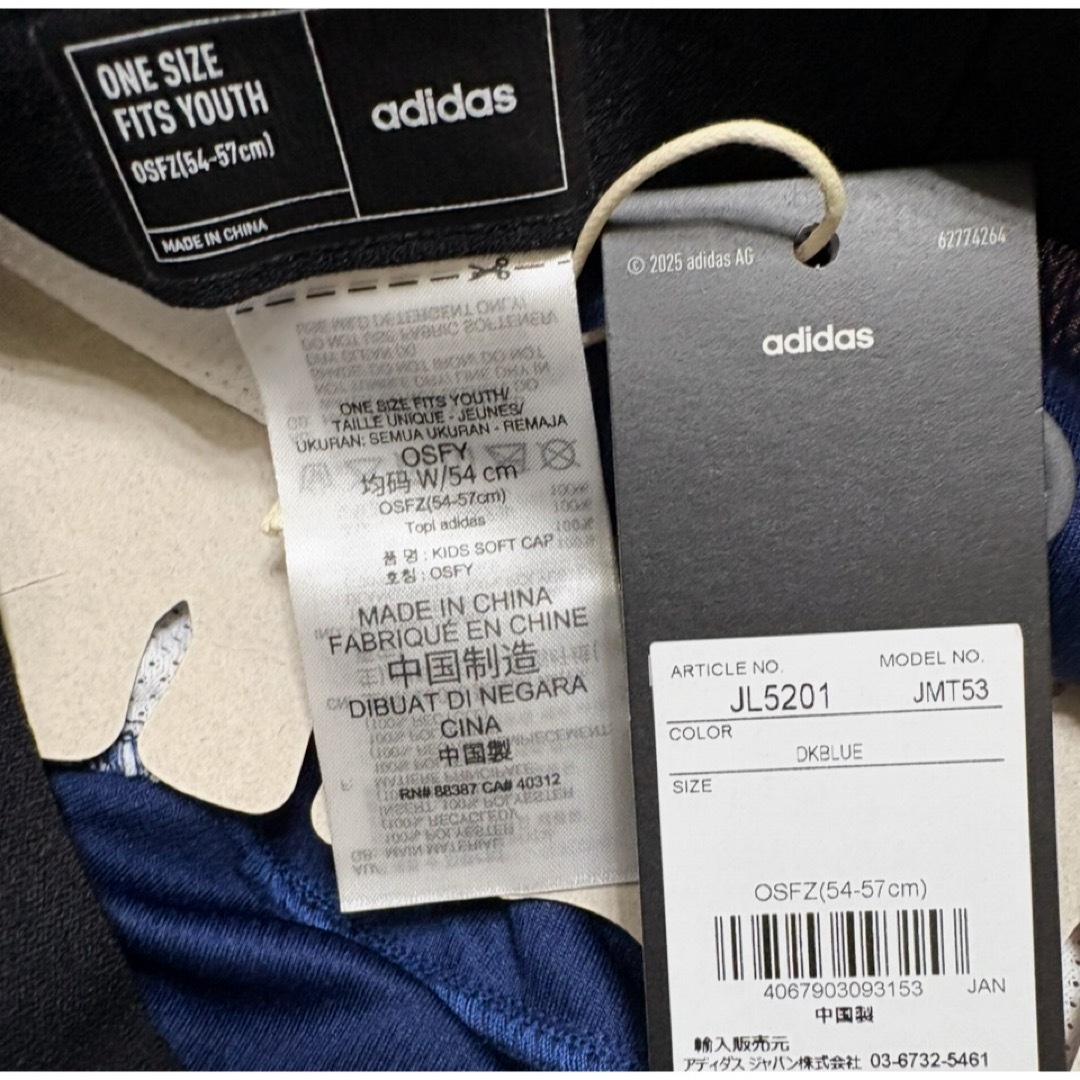 ONE SIZE
FITS YOUTH
OSFZ(54-57cm)
MADE IN CHINA
adidas
ONE SIZE FITS YOUTH/
TAILLE UNIQUE - JEUNES/
UKURAN: SEMUA UKURAN - REMAJA
OSFY
均码 W/54 cm
OSFZ(54-57cm)
Topi adidas
품 명 : KIDS SOFT CAP
호칭 : OSFY
MADE IN CHINA
FABRIQUÉ EN CHINE
中国制造
DIBUAT DI NEGARA
CINA
中国製
RN# 88387 CA# 40312
© 2025 adidas AG
62774264
adidas
ARTICLE NO.
MODEL NO.
JL5201
JMT53
COLOR
DKBLUE
SIZE
OSFZ(54-57cm)
4067903093153
JAN
中国製
輸入販売元
アディダス ジャパン株式会社 03-6732-5461